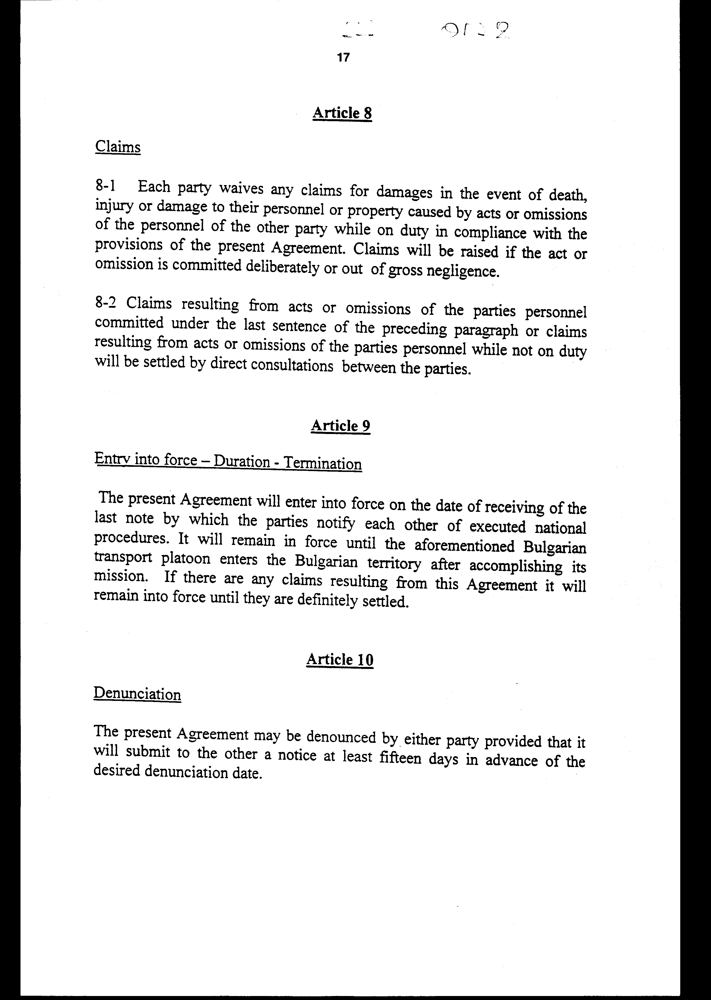 17
Article 8
Claims
8-1 Each party waives any claims for damages in the event of death,
injury or damage to their personnel or property caused by acts or omissions
of the personnel of the other party while on duty in compliance with the
provisions of the present Agreement. Claims will be raised if the act or
omission is committed deliberately or out of gross negligence.
8-2 Claims resulting from acts or omissions of the parties personnel
committed under the last sentence of the preceding paragraph or claims
resulting from acts or omissions of the parties personnel while not on duty
will be settled by direct consultations between the parties.
Article 9
Entry into force – Duration - Termination
The present Agreement will enter into force on the date of receiving of the
last note by which the parties notify each other of executed national
procedures. It will remain in force until the aforementioned Bulgarian
transport platoon enters the Bulgarian territory after accomplishing its
mission. If there are any claims resulting from this Agreement it will
remain into force until they are definitely settled.
Article 10
Denunciation
The present Agreement may be denounced by either party provided that it
will submit to the other a notice at least fifteen days in advance of the
desired denunciation date.